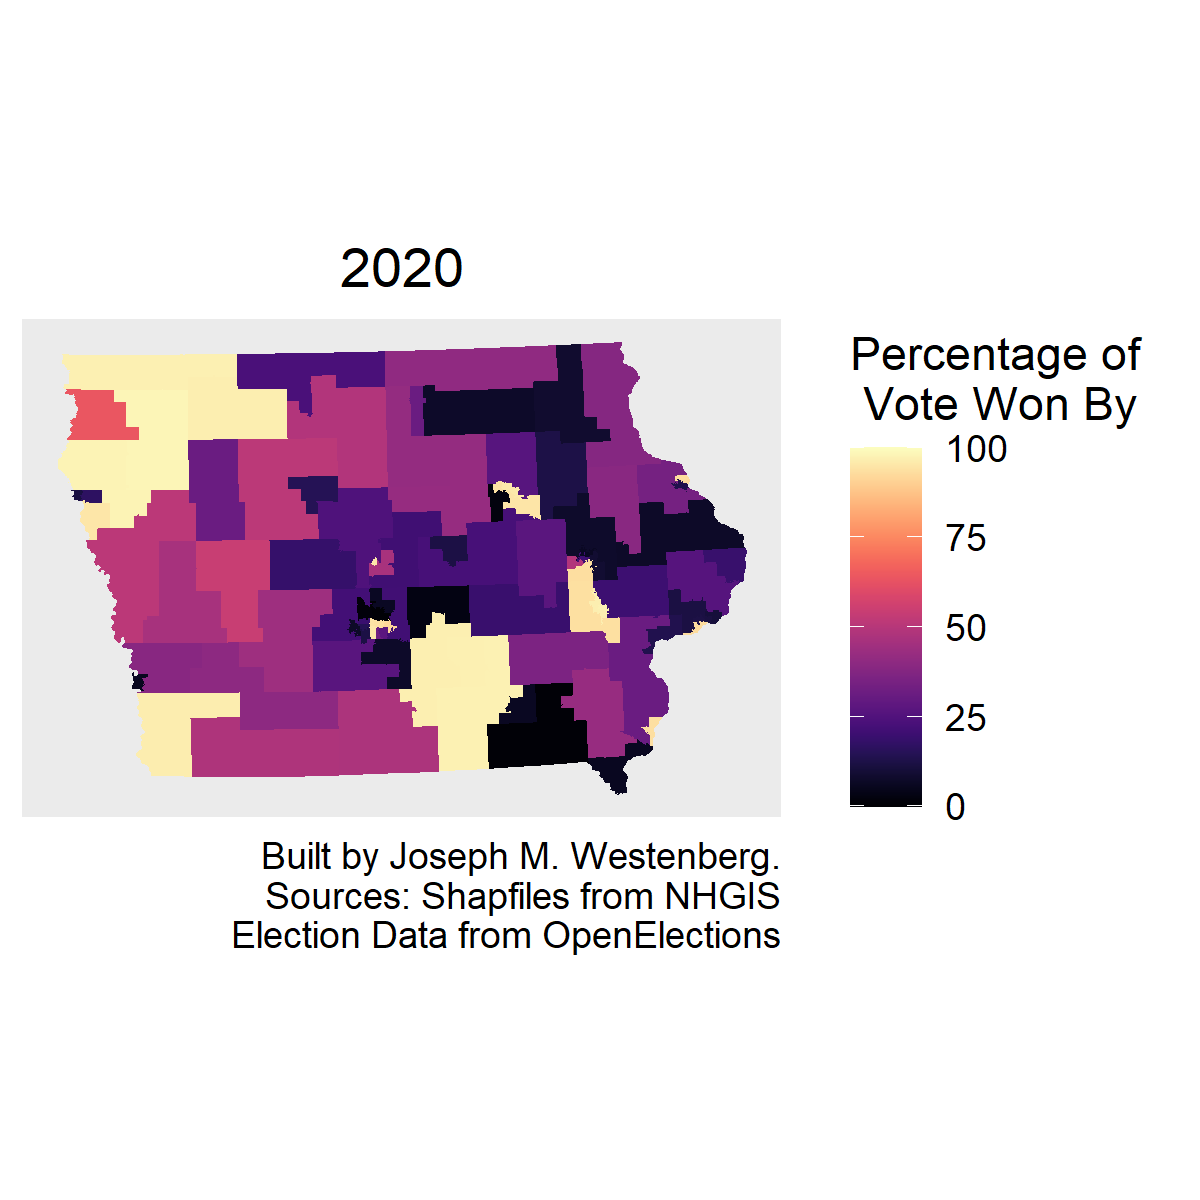 2020
Percentage of
Vote Won By
100
75
50
25
0
Built by Joseph M. Westenberg.
Sources: Shapfiles from NHGIS
Election Data from OpenElections